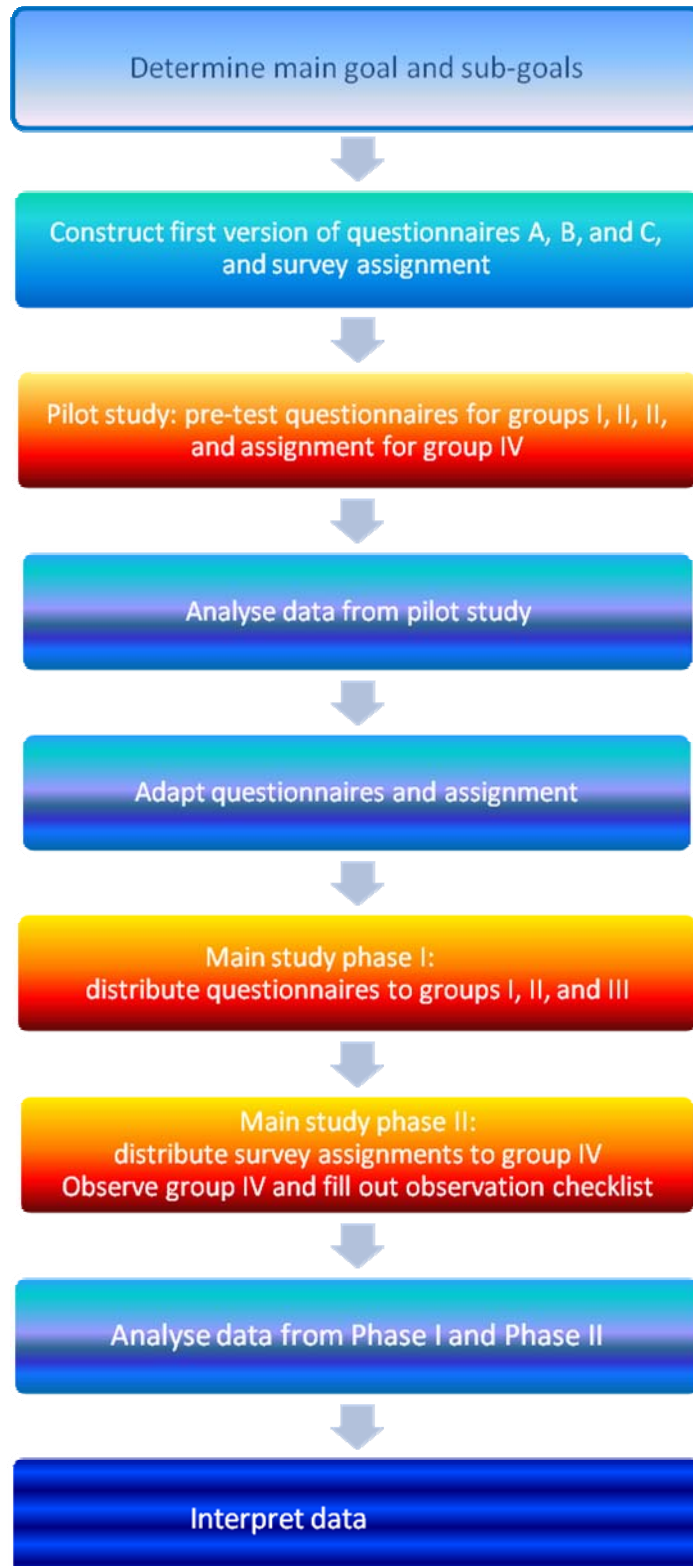 Determine main goal and sub-goals
Construct first version of questionnaires A, B, and C,
and survey assignment
Pilot study: pre-test questionnaires for groups I, II, II,
and assignment for group IV
Analyse data from pilot study
Adapt questionnaires and assignment
Main study phase I:
distribute questionnaires to groups I, II, and III
Main study phase II:
distribute survey assignments to group IV
Observe group IV and fill out observation checklist
Analyse data from Phase I and Phase II
Interpret data